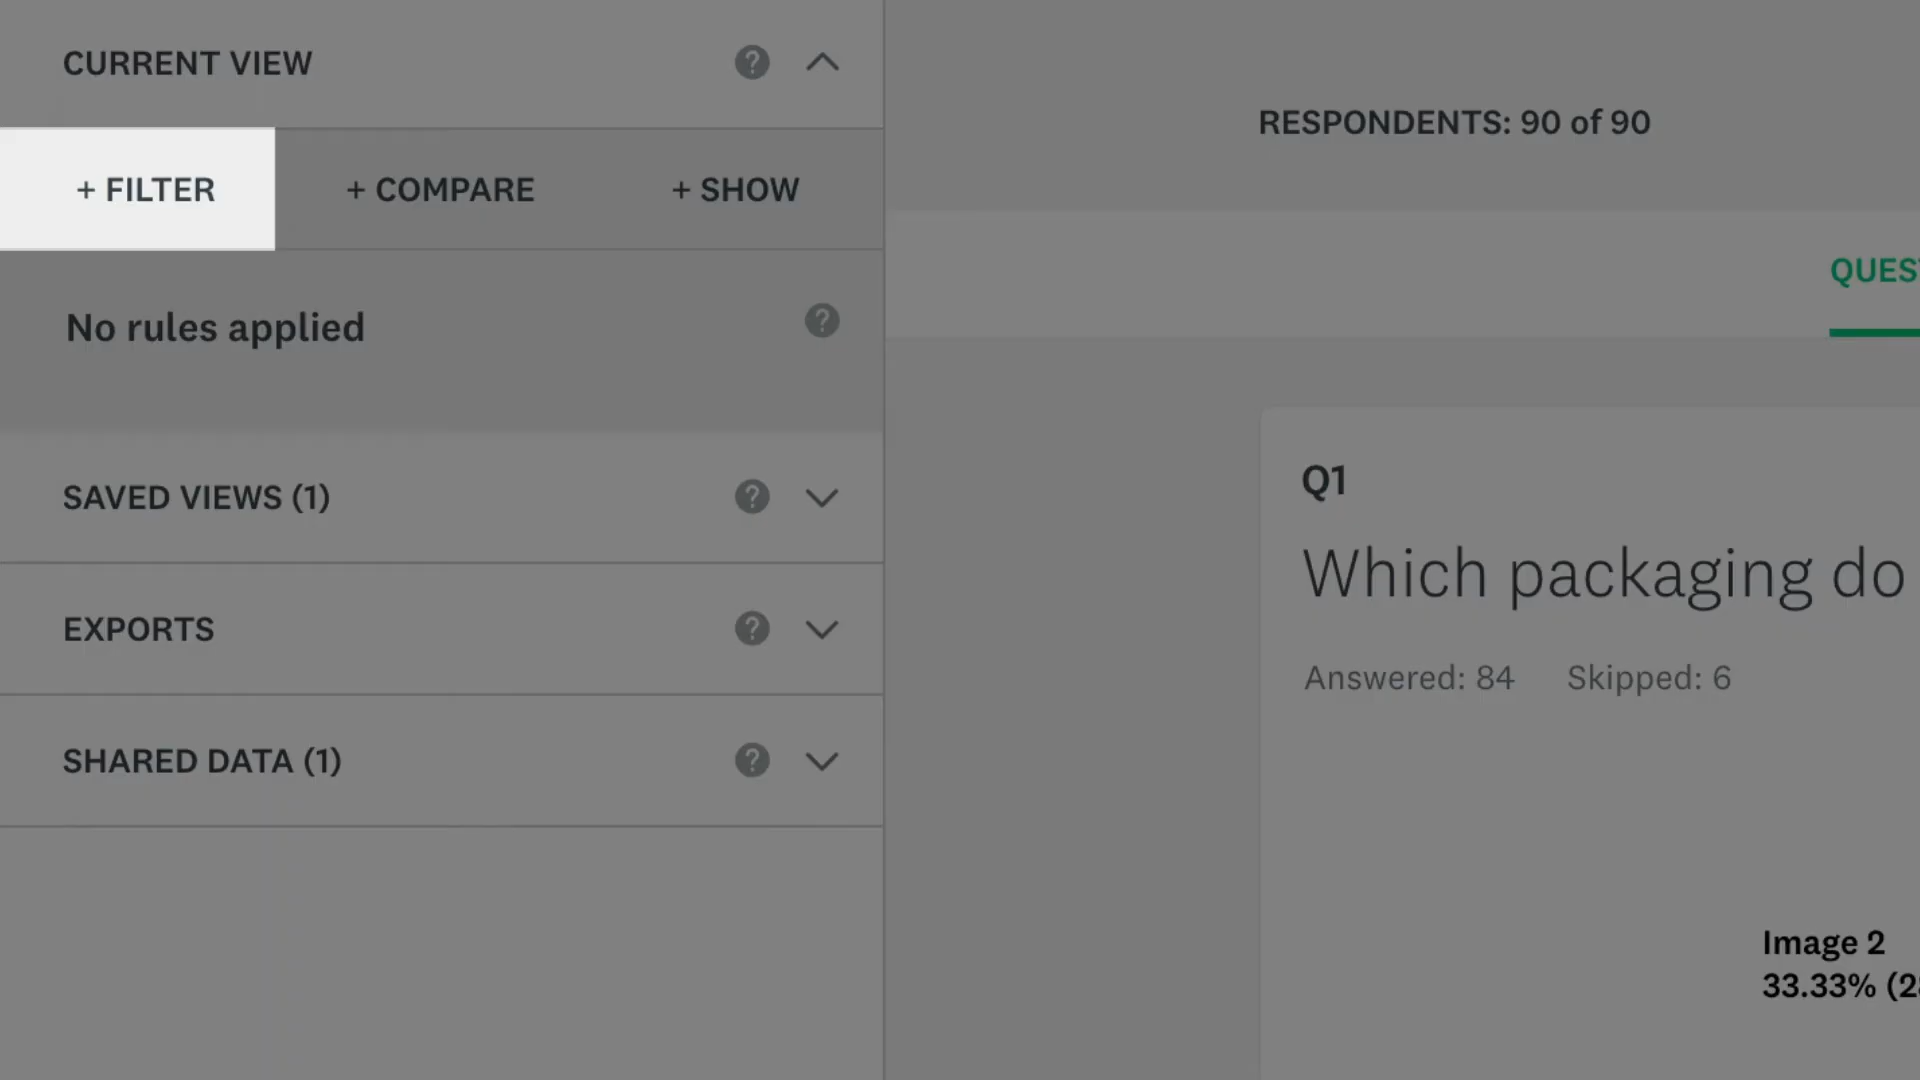 CURRENT VIEW
+ FILTER
+ COMPARE
+ SHOW
No rules applied
SAVED VIEWS (1)
EXPORTS
SHARED DATA (1)
RESPONDENTS: 90 of 90
QUES
Q1
Which packaging do
Answered: 84 Skipped: 6
Image 2
33.33% (28